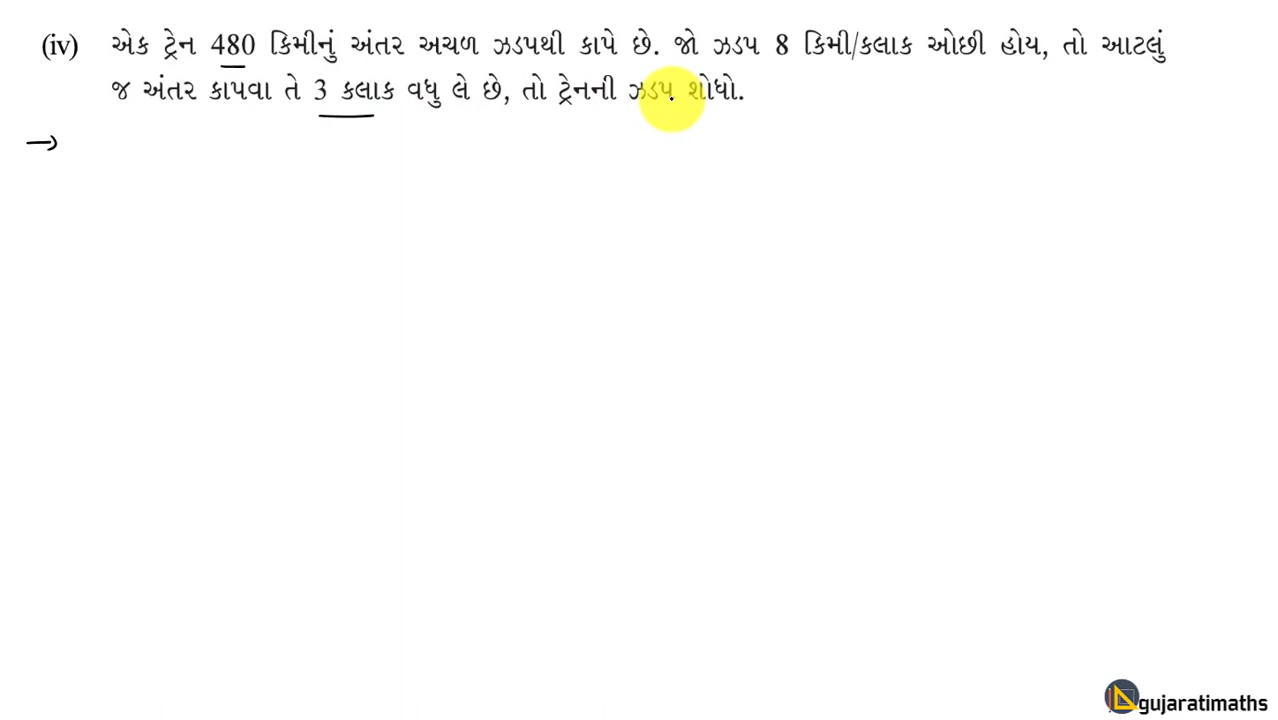 (iv) એક ટ્રેન 480 કિમીનું અંતર અચળ ઝડપથી કાપે છે. જો ઝડપ 8 કિમી/કલાક ઓછી હોય, તો આટલું
જ અંતર કાપવા તે 3 કલાક વધુ લે છે, તો ટ્રેનની ઝડપ શોધો.
gujaratimaths